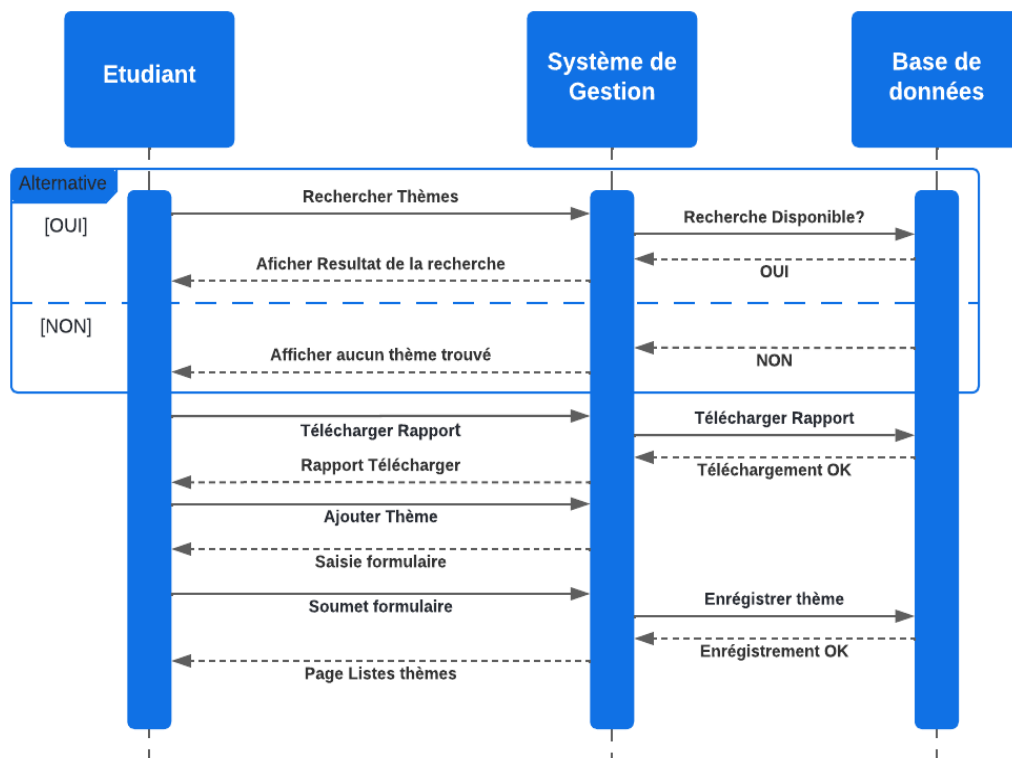 Etudiant
Système de
Gestion
Base de
données
Alternative
[OUI]
Rechercher Thèmes
Recherche Disponible?
OUI
Aficher Resultat de la recherche
[NON]
NON
Afficher aucun thème trouvé
Télécharger Rapport
Télécharger Rapport
Téléchargement OK
Rapport Télécharger
Ajouter Thème
Saisie formulaire
Soumet formulaire
Enrégistrer thème
Enrégistrement OK
Page Listes thèmes